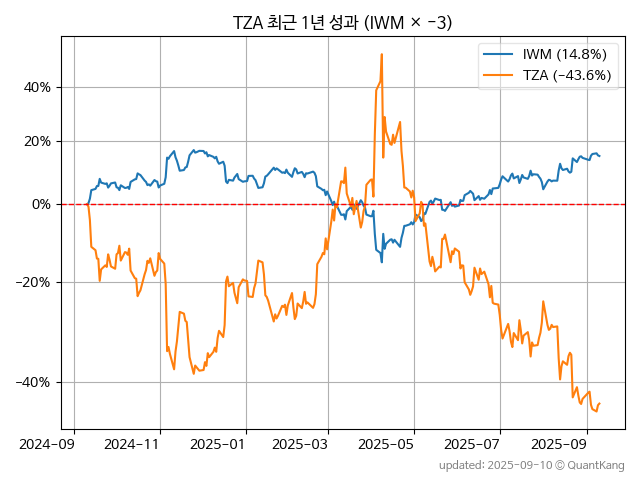 TZA 최근 1년 성과 (IWM × −3)
IWM (14.8%)
TZA (−43.6%)
40%
20%
0%
−20%
−40%
2024-09 2024-11 2025-01 2025-03 2025-05 2025-07 2025-09
updated: 2025-09-10 © QuantKang